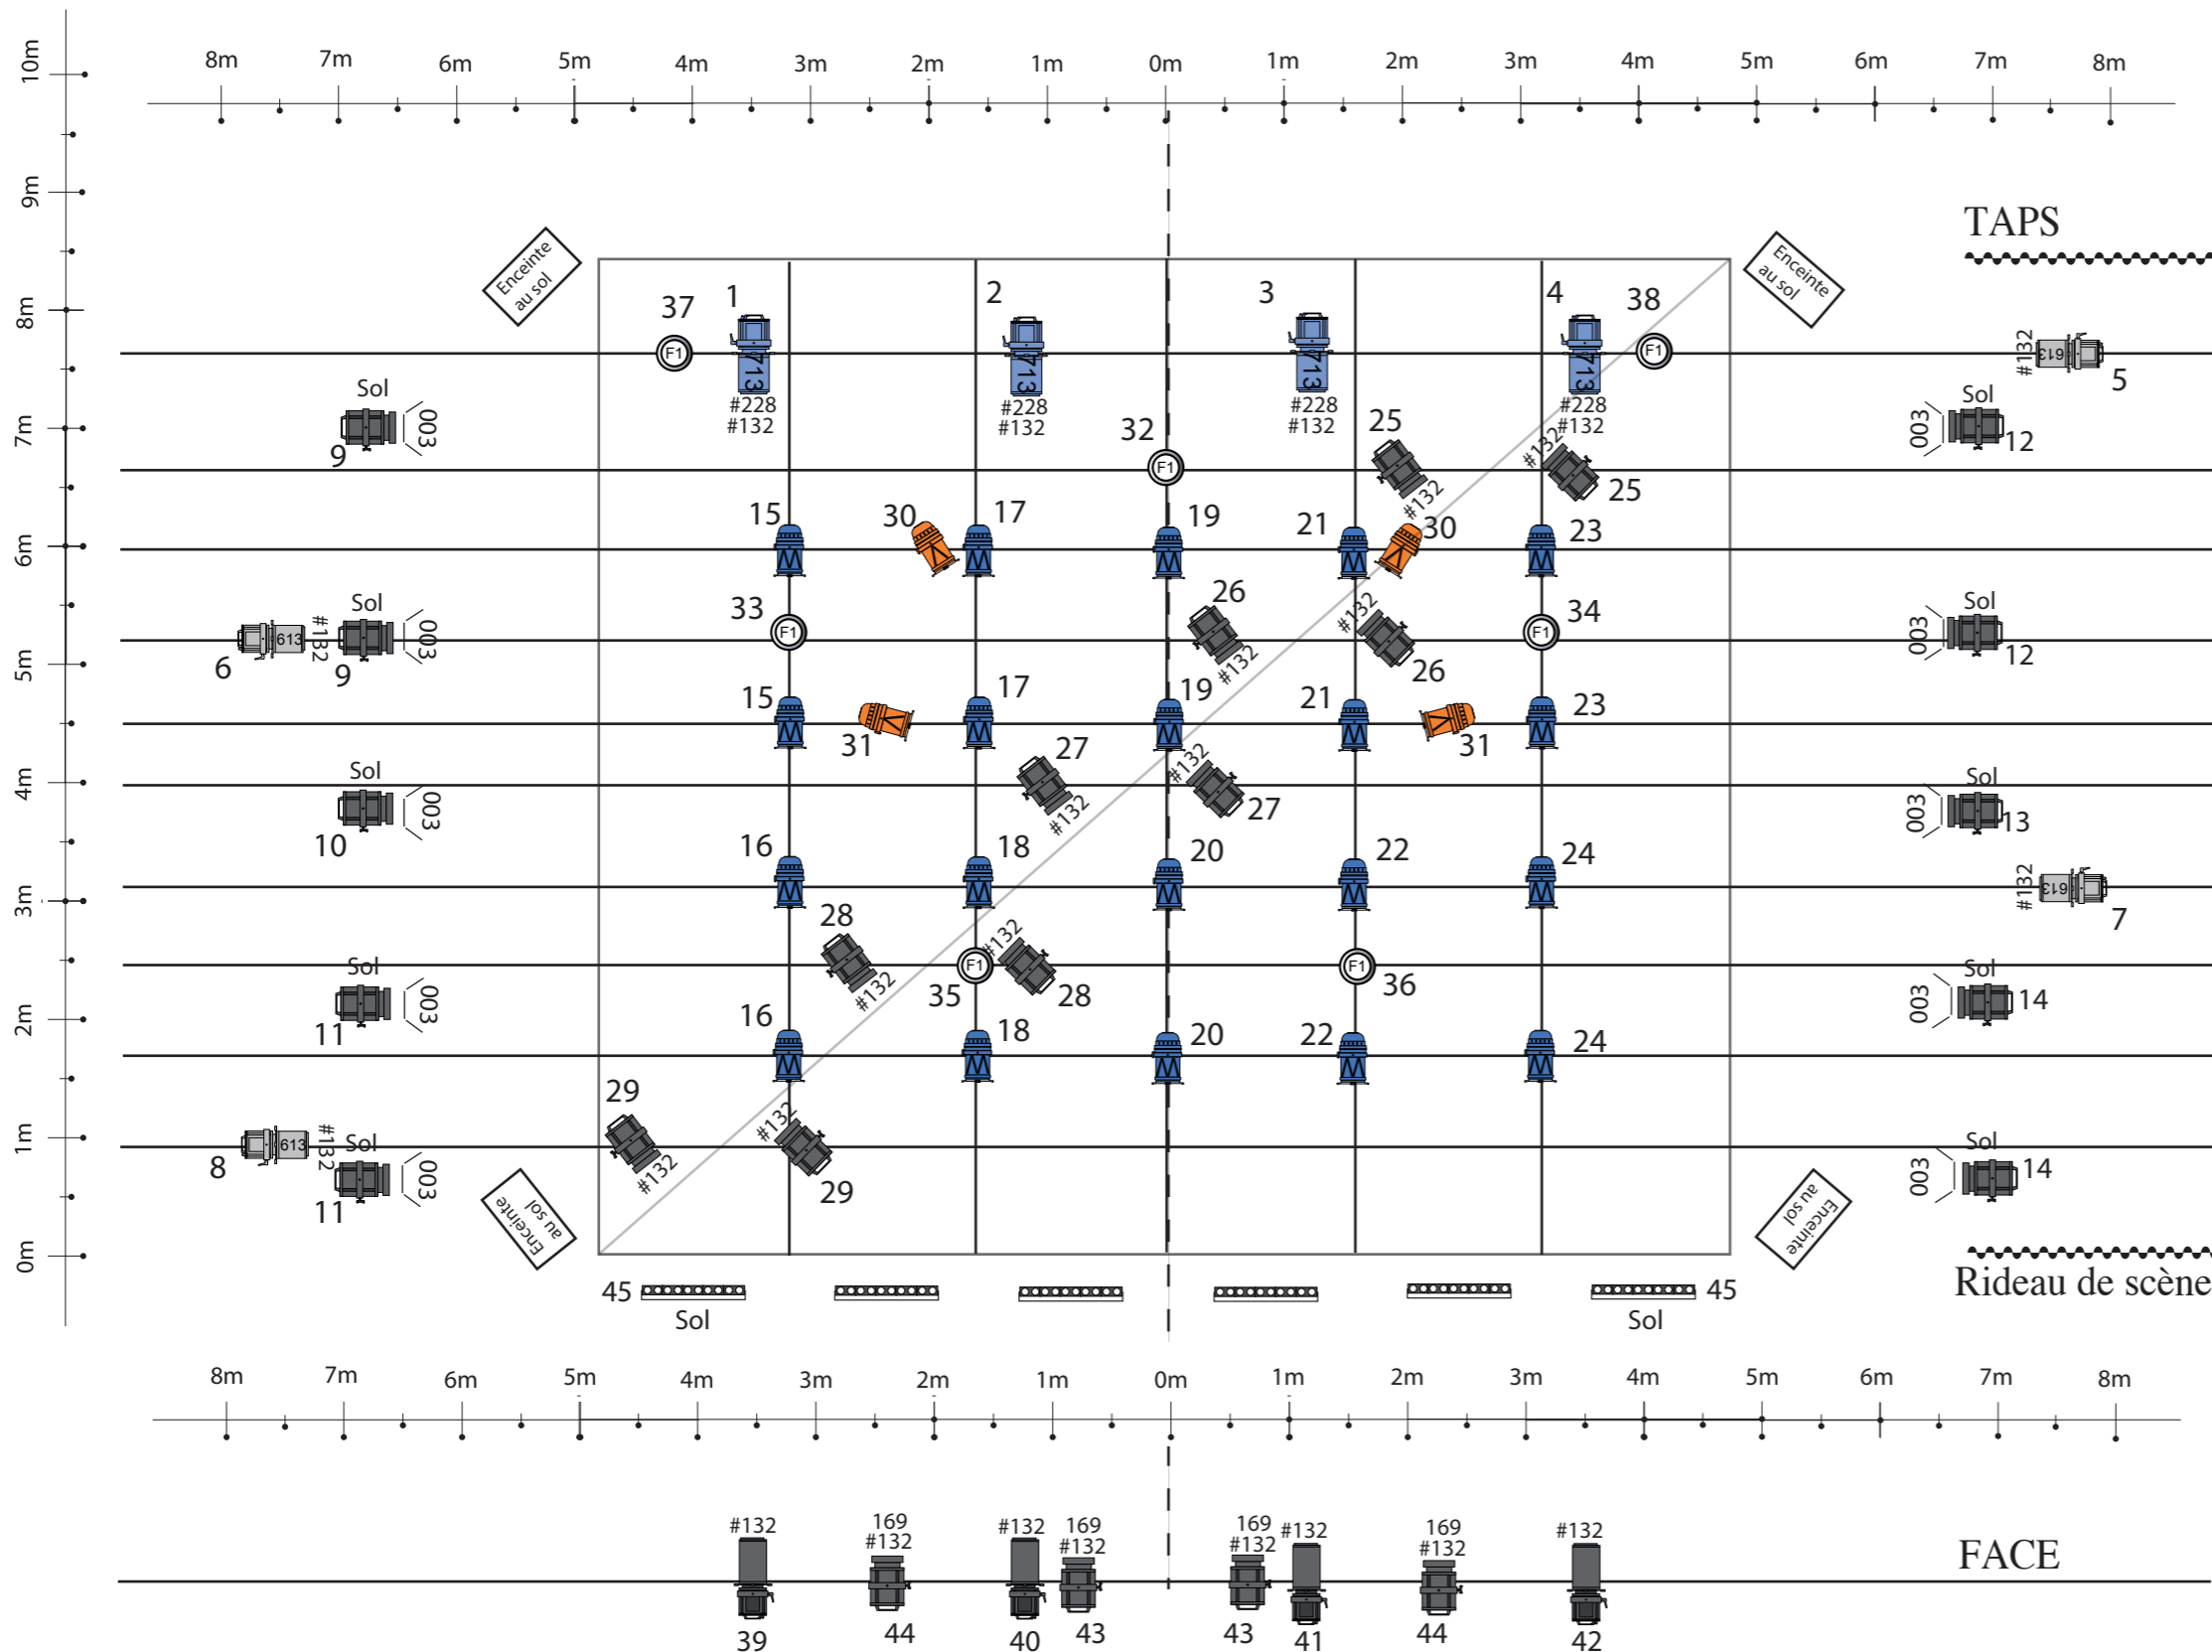 8m 7m 6m 5m 4m 3m 2m 1m 0m 1m 2m 3m 4m 5m 6m 7m 8m
10m
9m
8m
7m
6m
5m
4m
3m
2m
1m
0m
TAPS
Enceinte
au sol
Enceinte
au sol
37 1 2 3 4 38
F1 F1
713 713 713 713
#228 #228 #228 #228
#132 #132 #132 #132
#132 613 5
Sol Sol
9 003 003 12
32 25
F1
#132 #132 25
15 30 17 19 21 30 23
26
33 34
F1 F1
Sol Sol
6 613 #132 9 003 003 12
#132 #132 26
15 17 19 21 23
31 31
27
#132 #132 27
Sol Sol
10 003 003 13
16 18 20 22 24
#132 613 7
28
F1 F1
#132 #132
35 28 36
Sol Sol
11 003 003 14
16 18 20 22 24
29
#132 #132 29
8 613 #132
Sol Sol
11 003 003 14
Enceinte
au sol
Enceinte
au sol
Rideau de scène
45 45
Sol Sol
8m 7m 6m 5m 4m 3m 2m 1m 0m 1m 2m 3m 4m 5m 6m 7m 8m
#132 169 #132 169 169 #132 169 #132
#132 #132 #132 #132
FACE
39 44 40 43 43 41 44 42